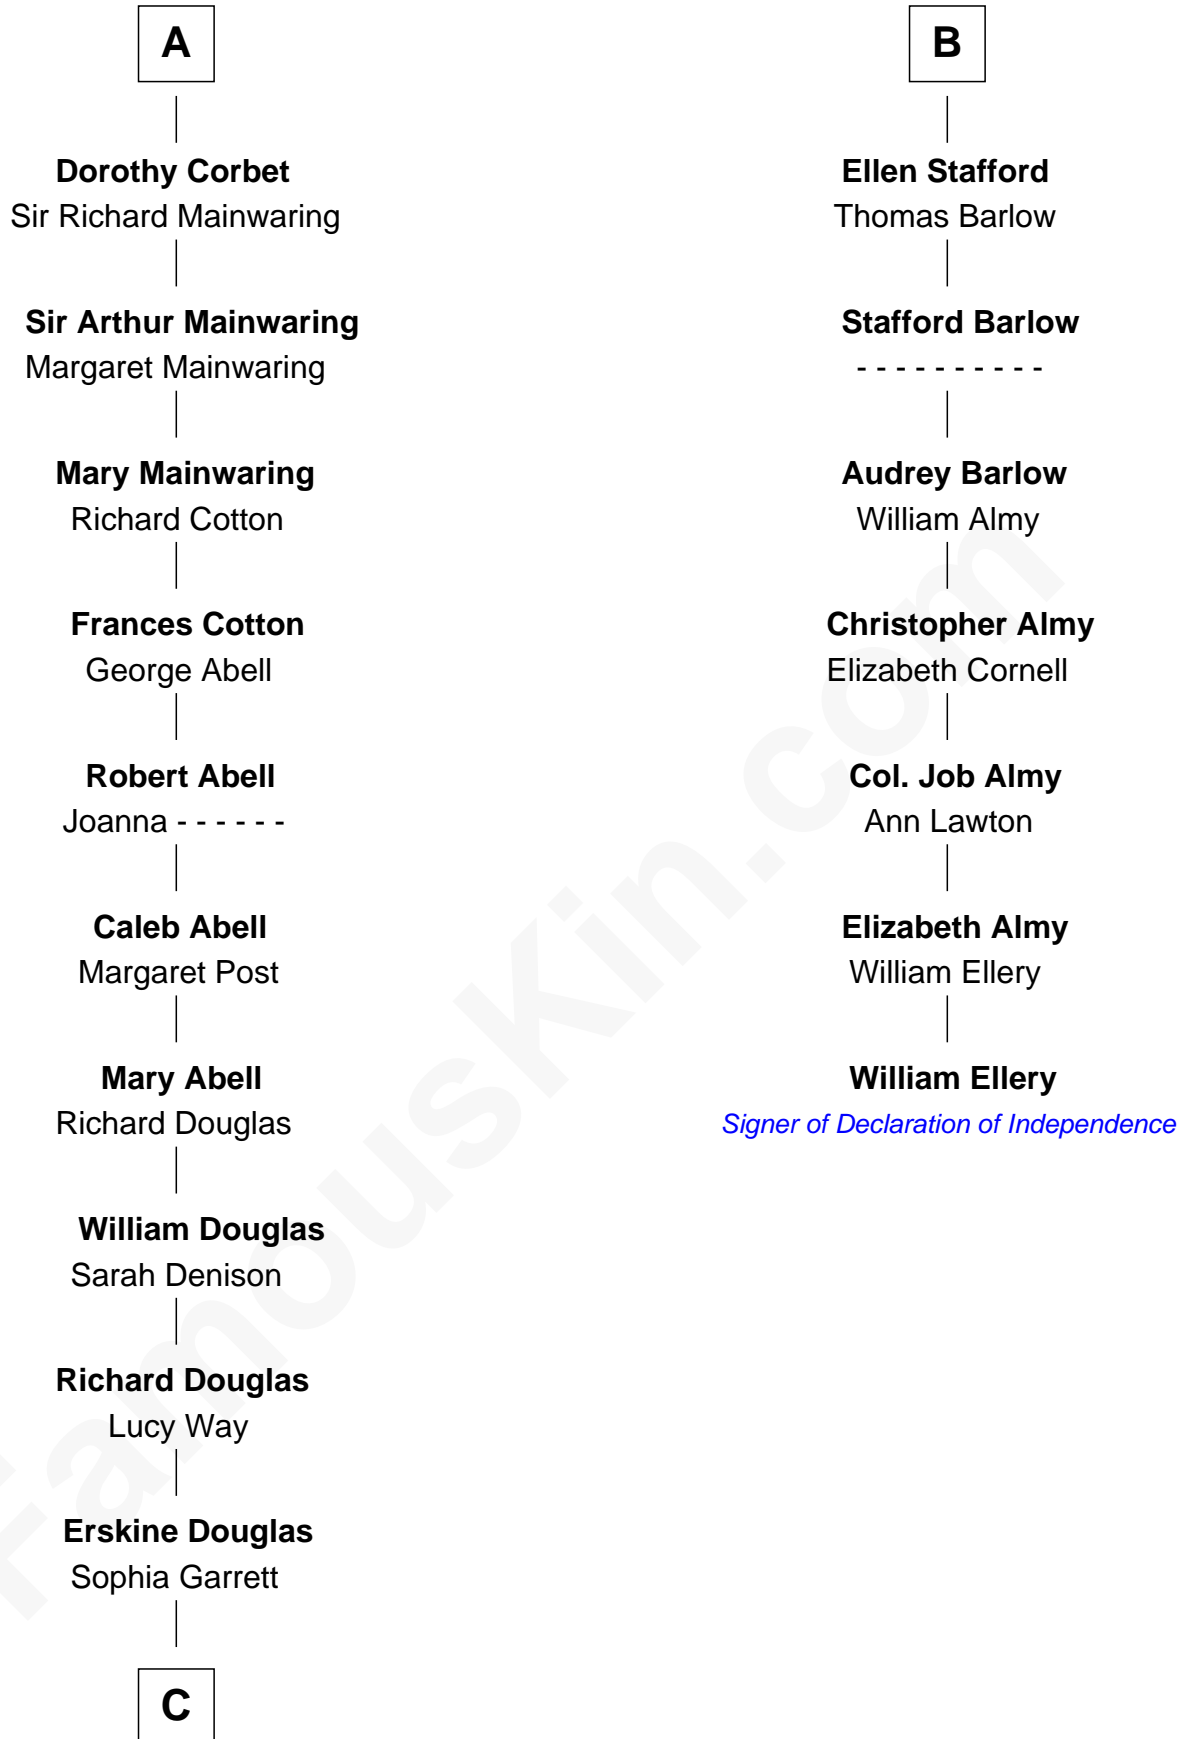 A
Dorothy Corbet
Sir Richard Mainwaring
Sir Arthur Mainwaring
Margaret Mainwaring
Mary Mainwaring
Richard Cotton
Frances Cotton
George Abell
Robert Abell
Joanna - - - - - -
Caleb Abell
Margaret Post
Mary Abell
Richard Douglas
William Douglas
Sarah Denison
Richard Douglas
Lucy Way
Erskine Douglas
Sophia Garrett
C
B
Ellen Stafford
Thomas Barlow
Stafford Barlow
- - - - - - - - - -
Audrey Barlow
William Almy
Christopher Almy
Elizabeth Cornell
Col. Job Almy
Ann Lawton
Elizabeth Almy
William Ellery
William Ellery
Signer of Declaration of Independence
FamousKin.com